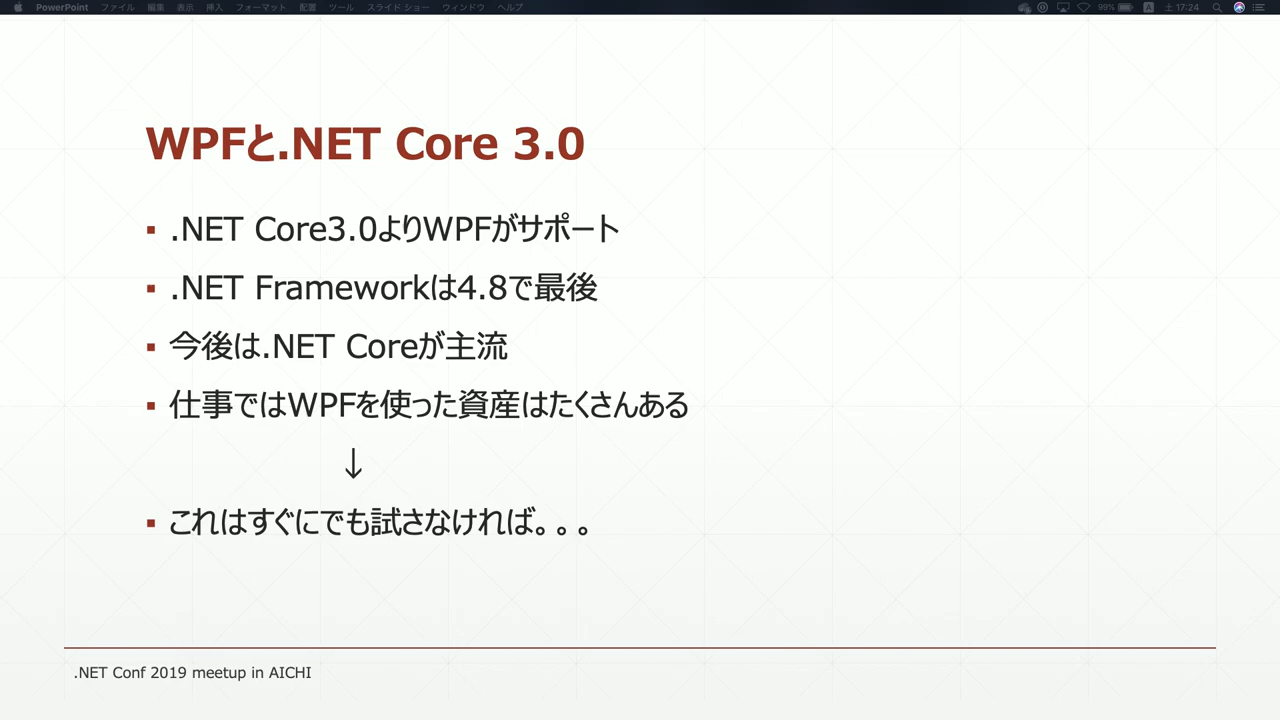 PowerPoint ファイル 編集 表示 挿入 フォーマット 配置 ツール スライド ショー ウィンドウ ヘルプ 99% A 土 17:24
WPFと.NET Core 3.0
▪ .NET Core3.0よりWPFがサポート
▪ .NET Frameworkは4.8で最後
▪ 今後は.NET Coreが主流
▪ 仕事ではWPFを使った資産はたくさんある
↓
▪ これはすぐにでも試さなければ。。。
.NET Conf 2019 meetup in AICHI